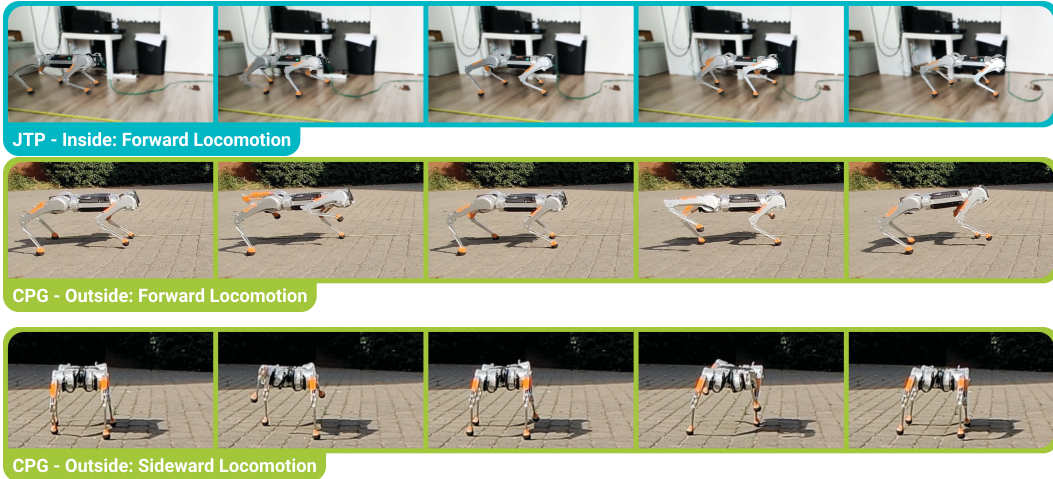 JTP - Inside: Forward Locomotion
CPG - Outside: Forward Locomotion
CPG - Outside: Sideward Locomotion